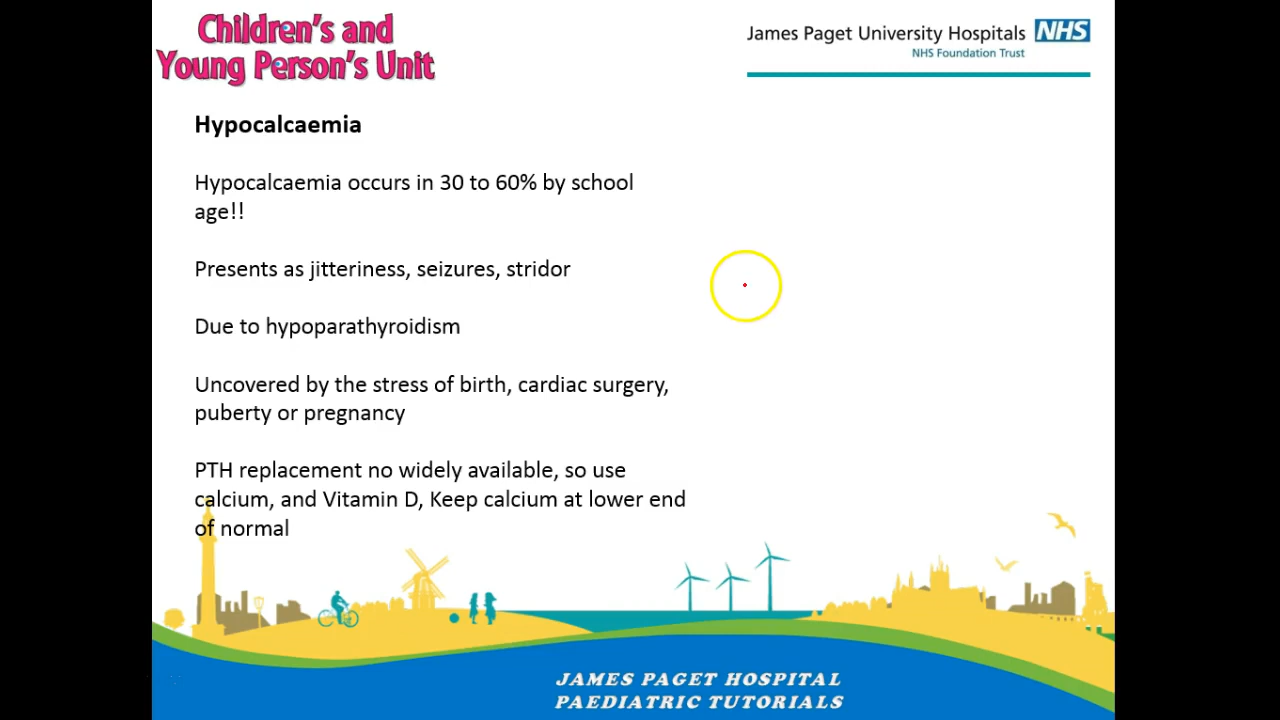 Children's and
Young Person's Unit
James Paget University Hospitals NHS
NHS Foundation Trust
Hypocalcaemia
Hypocalcaemia occurs in 30 to 60% by school
age!!
Presents as jitteriness, seizures, stridor
Due to hypoparathyroidism
Uncovered by the stress of birth, cardiac surgery,
puberty or pregnancy
PTH replacement no widely available, so use
calcium, and Vitamin D, Keep calcium at lower end
of normal
JAMES PAGET HOSPITAL
PAEDIATRIC TUTORIALS